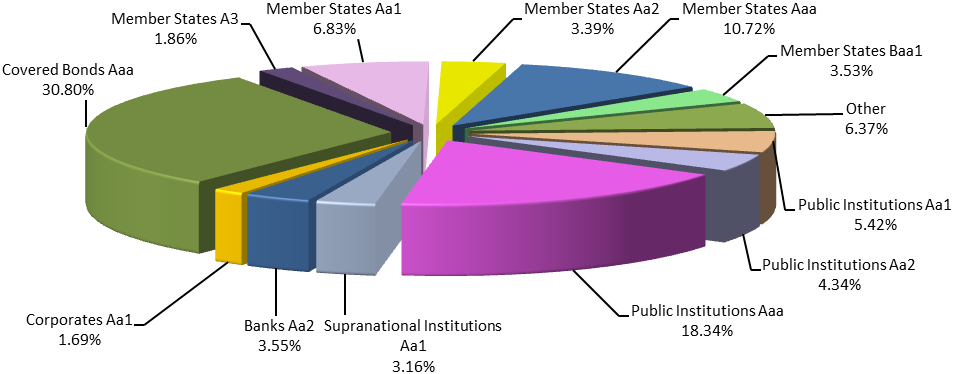 Member States Aa1
6.83%
Member States Aa2
3.39%
Member States Aaa
10.72%
Member States A3
1.86%
Member States Baa1
3.53%
Covered Bonds Aaa
30.80%
Other
6.37%
Public Institutions Aa1
5.42%
Public Institutions Aa2
4.34%
Public Institutions Aaa
18.34%
Supranational Institutions
Aa1
3.16%
Banks Aa2
3.55%
Corporates Aa1
1.69%